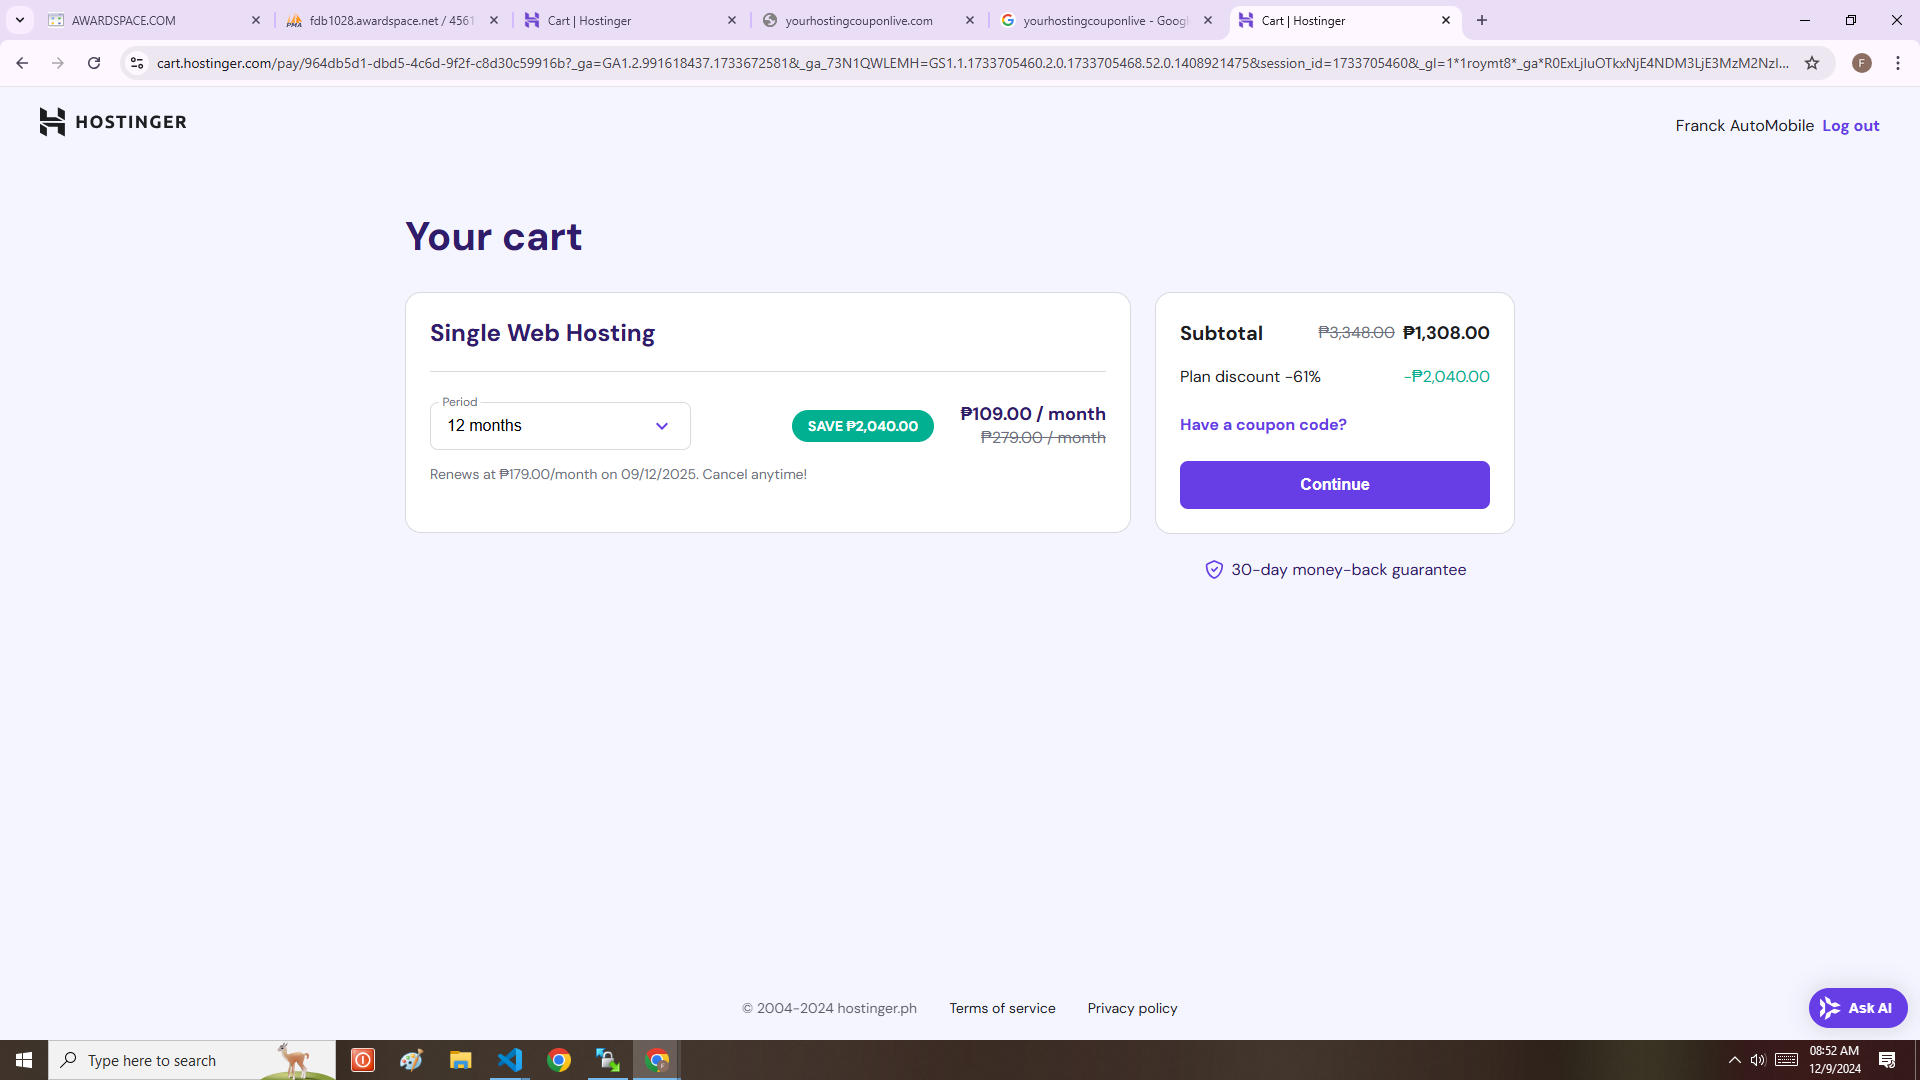 AWARDSPACE.COM
fdb1028.awardspace.net / 4561
Cart | Hostinger
yourhostingcouponlive.com
yourhostingcouponlive - Google
Cart | Hostinger
cart.hostinger.com/pay/964db5d1-dbd5-4c6d-9f2f-c8d30c59916b?_ga=GA1.2.991618437.1733672581&_ga_73N1QWLEMH=GS1.1.1733705460.2.0.1733705468.52.0.1408921475&session_id=1733705460&_gl=1*1roymt8*_ga*R0ExLjIuOTkxNjE4NDM3LjE3MzM2NzI...
F
HOSTINGER
Franck AutoMobile Log out
Your cart
Single Web Hosting
Period
12 months
SAVE ₱2,040.00
₱109.00 / month
₱279.00 / month
Renews at ₱179.00/month on 09/12/2025. Cancel anytime!
Subtotal ₱3,348.00 ₱1,308.00
Plan discount -61% -₱2,040.00
Have a coupon code?
Continue
30-day money-back guarantee
© 2004-2024 hostinger.ph Terms of service Privacy policy
Ask AI
Type here to search
08:52 AM
12/9/2024